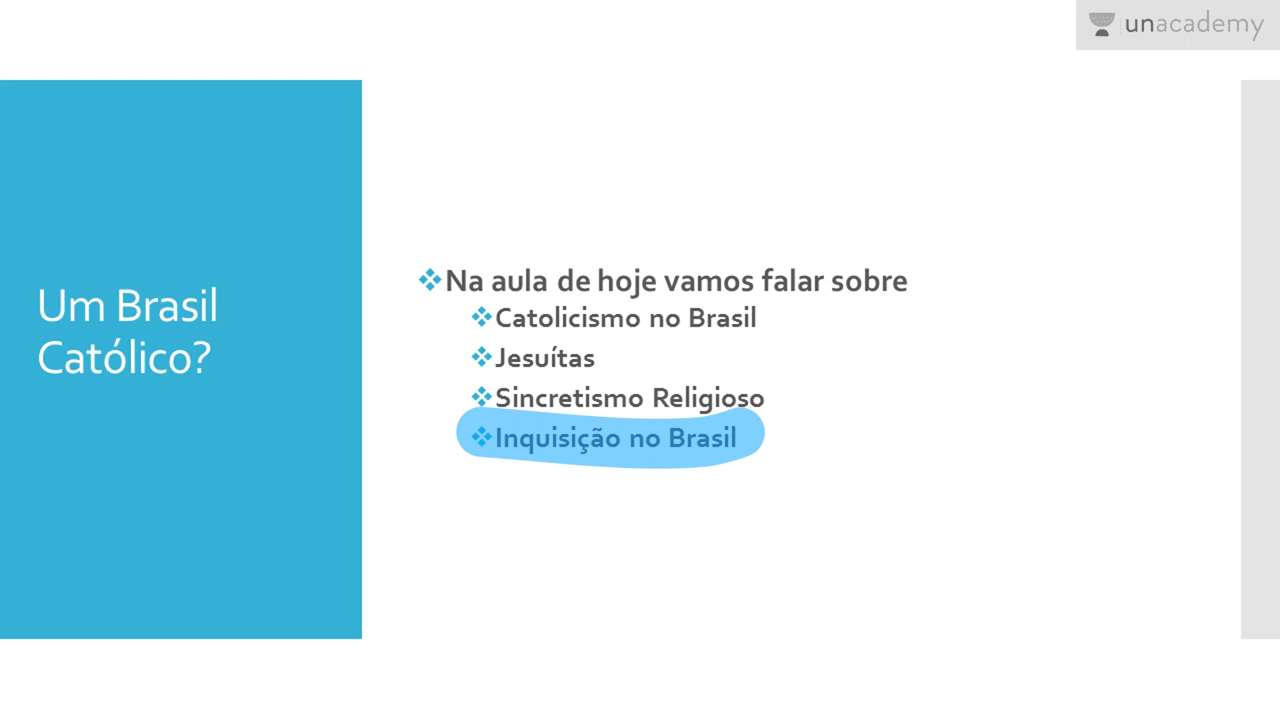 unacademy
Um Brasil
Católico?
Na aula de hoje vamos falar sobre
Catolicismo no Brasil
Jesuítas
Sincretismo Religioso
Inquisição no Brasil